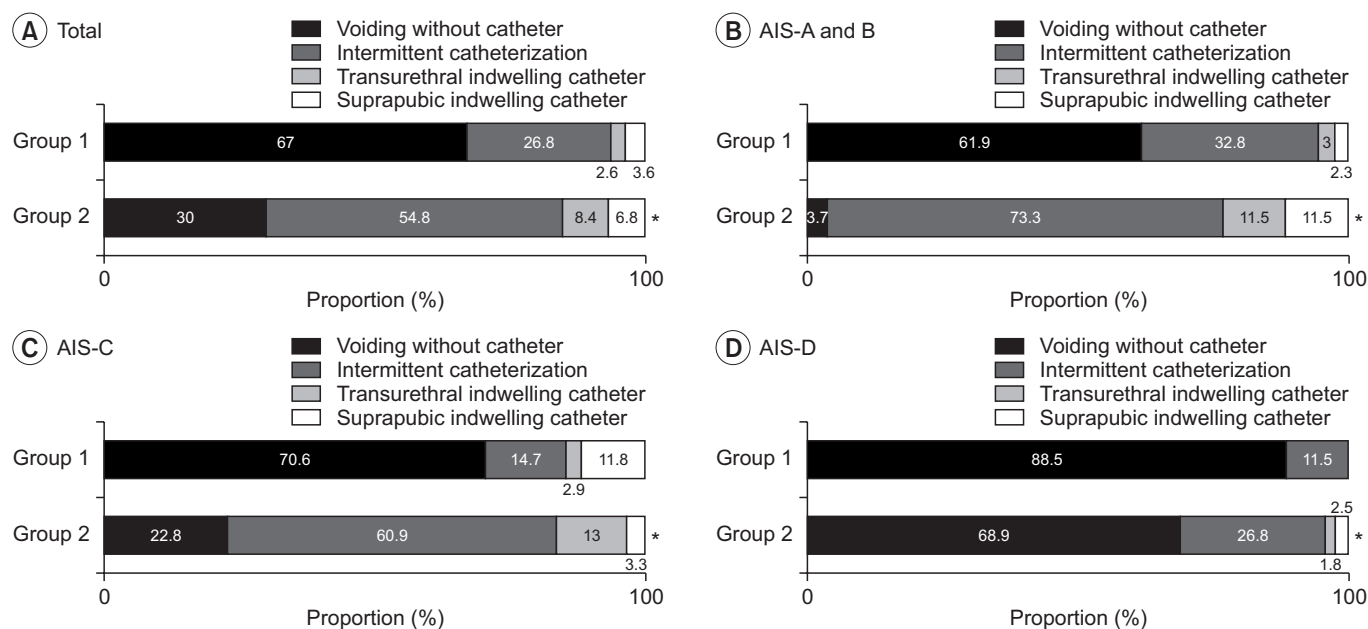 A Total
Voiding without catheter
Intermittent catheterization
Transurethral indwelling catheter
Suprapubic indwelling catheter
Group 1
67
26.8
2.6
3.6
Group 2
30
54.8
8.4
6.8
*
0
100
Proportion (%)
B AIS-A and B
Voiding without catheter
Intermittent catheterization
Transurethral indwelling catheter
Suprapubic indwelling catheter
Group 1
61.9
32.8
3
2.3
Group 2
3.7
73.3
11.5
11.5
*
0
100
Proportion (%)
C AIS-C
Voiding without catheter
Intermittent catheterization
Transurethral indwelling catheter
Suprapubic indwelling catheter
Group 1
70.6
14.7
2.9
11.8
Group 2
22.8
60.9
13
3.3
*
0
100
Proportion (%)
D AIS-D
Voiding without catheter
Intermittent catheterization
Transurethral indwelling catheter
Suprapubic indwelling catheter
Group 1
88.5
11.5
Group 2
68.9
26.8
1.8
2.5
*
0
100
Proportion (%)